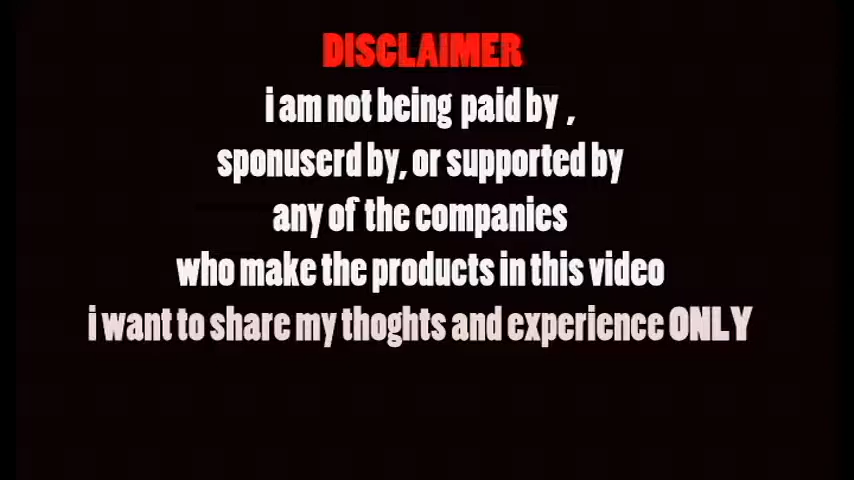 DISCLAIMER
i am not being paid by ,
sponuserd by, or supported by
any of the companies
who make the products in this video
i want to share my thoghts and experience ONLY